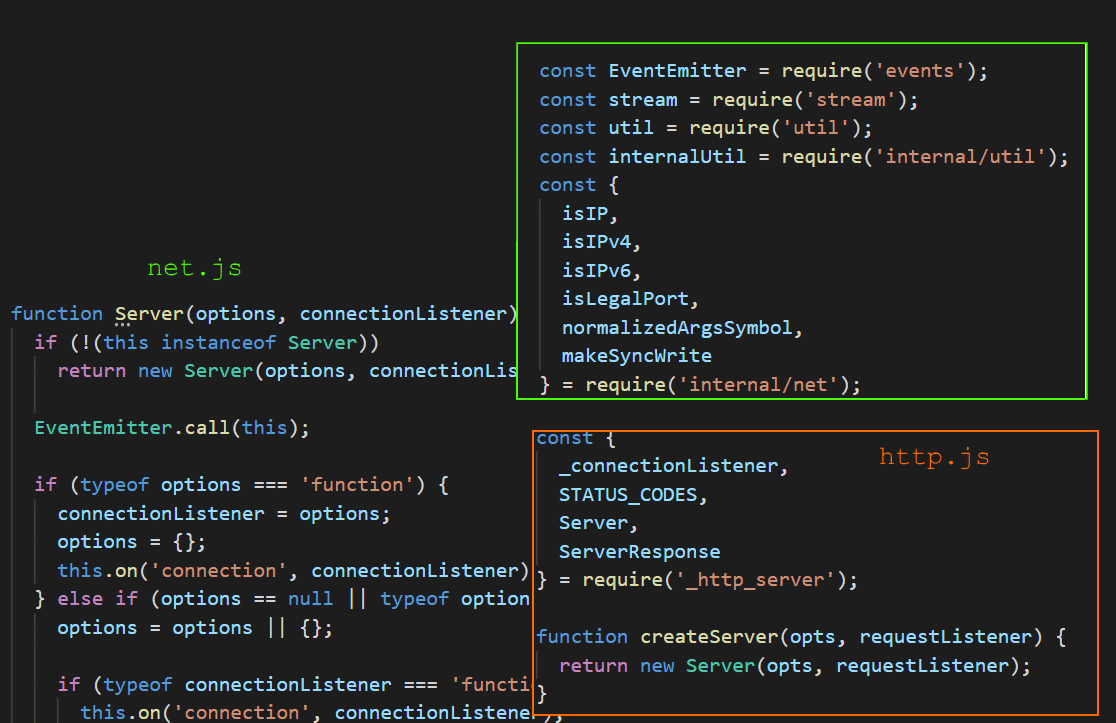 const EventEmitter = require('events');
const stream = require('stream');
const util = require('util');
const internalUtil = require('internal/util');
const {
isIP,
isIPv4,
isIPv6,
isLegalPort,
normalizedArgsSymbol,
makeSyncWrite
} = require('internal/net');
net.js
function Server(options, connectionListener)
if (!(this instanceof Server))
return new Server(options, connectionLis
EventEmitter.call(this);
if (typeof options === 'function') {
connectionListener = options;
options = {};
this.on('connection', connectionListener)
} else if (options == null || typeof option
options = options || {};
if (typeof connectionListener === 'functi
this.on('connection', connectionListener);
http.js
const {
_connectionListener,
STATUS_CODES,
Server,
ServerResponse
} = require('_http_server');
function createServer(opts, requestListener) {
return new Server(opts, requestListener);
}